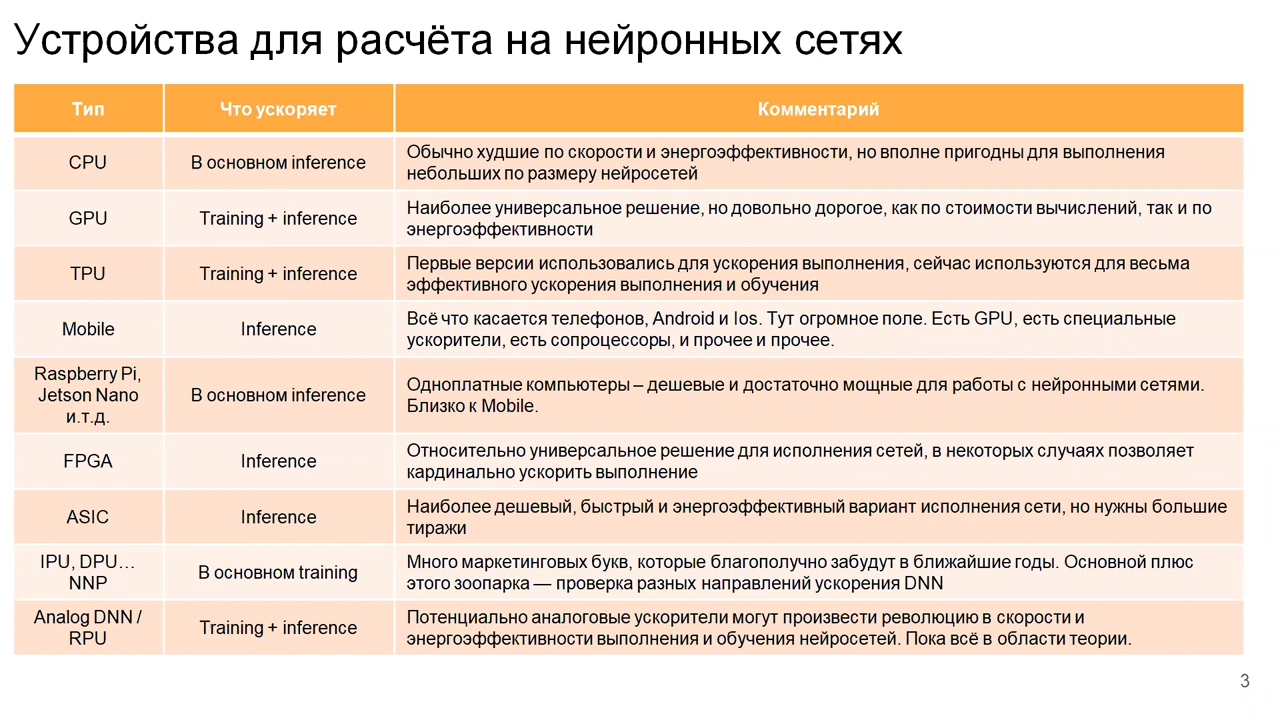 Устройства для расчёта на нейронных сетях
Тип
Что ускоряет
Комментарий
CPU
В основном inference
Обычно худшие по скорости и энергоэффективности, но вполне пригодны для выполнения
небольших по размеру нейросетей
GPU
Training + inference
Наиболее универсальное решение, но довольно дорогое, как по стоимости вычислений, так и по
энергоэффективности
TPU
Training + inference
Первые версии использовались для ускорения выполнения, сейчас используются для весьма
эффективного ускорения выполнения и обучения
Mobile
Inference
Всё что касается телефонов, Android и Ios. Тут огромное поле. Есть GPU, есть специальные
ускорители, есть сопроцессоры, и прочее и прочее.
Raspberry Pi,
Jetson Nano
и.т.д.
В основном inference
Одноплатные компьютеры – дешевые и достаточно мощные для работы с нейронными сетями.
Близко к Mobile.
FPGA
Inference
Относительно универсальное решение для исполнения сетей, в некоторых случаях позволяет
кардинально ускорить выполнение
ASIC
Inference
Наиболее дешевый, быстрый и энергоэффективный вариант исполнения сети, но нужны большие
тиражи
IPU, DPU…
NNP
В основном training
Много маркетинговых букв, которые благополучно забудут в ближайшие годы. Основной плюс
этого зоопарка — проверка разных направлений ускорения DNN
Analog DNN /
RPU
Training + inference
Потенциально аналоговые ускорители могут произвести революцию в скорости и
энергоэффективности выполнения и обучения нейросетей. Пока всё в области теории.
3